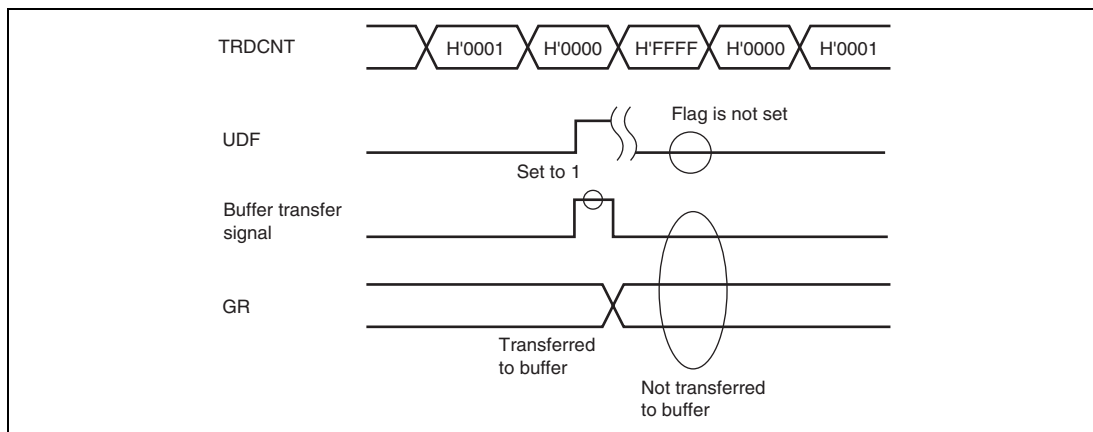 TRDCNT
H'0001 H'0000 H'FFFF H'0000 H'0001
Flag is not set
UDF
Set to 1
Buffer transfer
signal
GR
Transferred
to buffer
Not transferred
to buffer